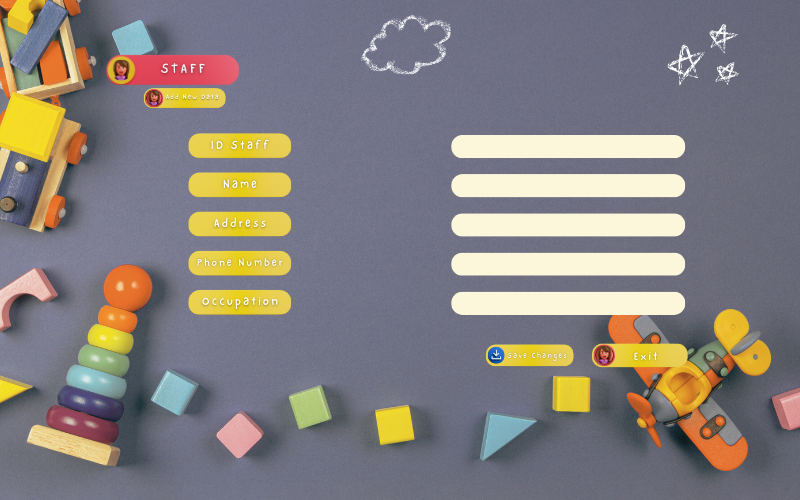 STAFF
Add New Data
ID Staff
Name
Address
Phone Number
Occupation
Save Changes
Exit